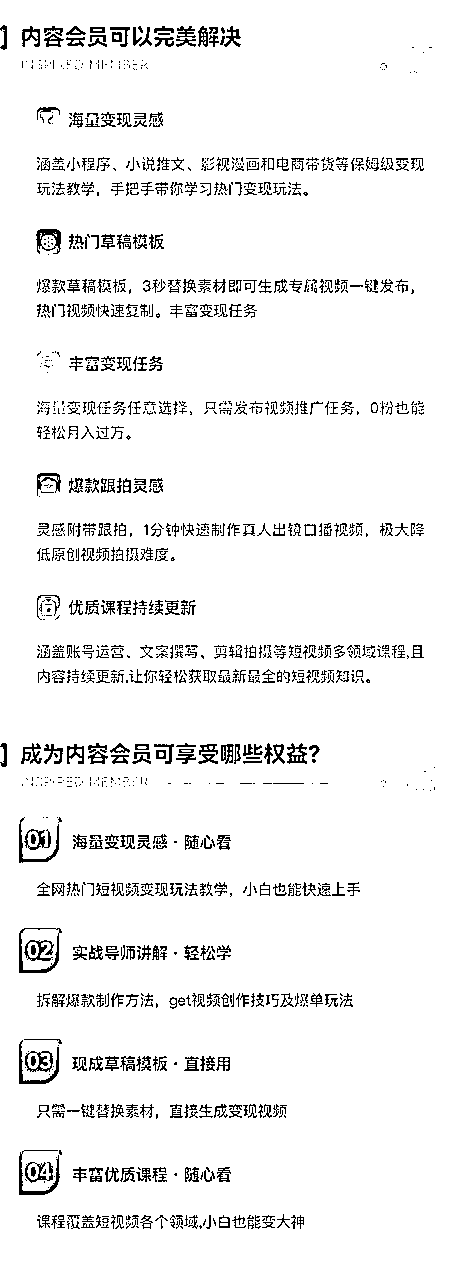 内容会员可以完美解决
海量变现灵感
涵盖小程序、小说推文、影视漫画和电商带货等保姆级变现
玩法教学，手把手带你学习热门变现玩法。
热门草稿模板
爆款草稿模板，3秒替换素材即可生成专属视频一键发布，
热门视频快速复制。丰富变现任务
丰富变现任务
海量变现任务任意选择，只需发布视频推广任务，0粉也能
轻松月入过万。
爆款跟拍灵感
灵感附带跟拍，1分钟快速制作真人出镜口播视频，极大降
低原创视频拍摄难度。
优质课程持续更新
涵盖账号运营、文案撰写、剪辑拍摄等短视频多领域课程,且
内容持续更新,让你轻松获取最新最全的短视频知识。
成为内容会员可享受哪些权益?
INSPIRED MEMBER
01 海量变现灵感·随心看
全网热门短视频变现玩法教学，小白也能快速上手
02 实战导师讲解·轻松学
拆解爆款制作方法，get视频创作技巧及爆单玩法
03 现成草稿模板·直接用
只需一键替换素材，直接生成变现视频
04 丰富优质课程·随心看
课程覆盖短视频各个领域,小白也能变大神